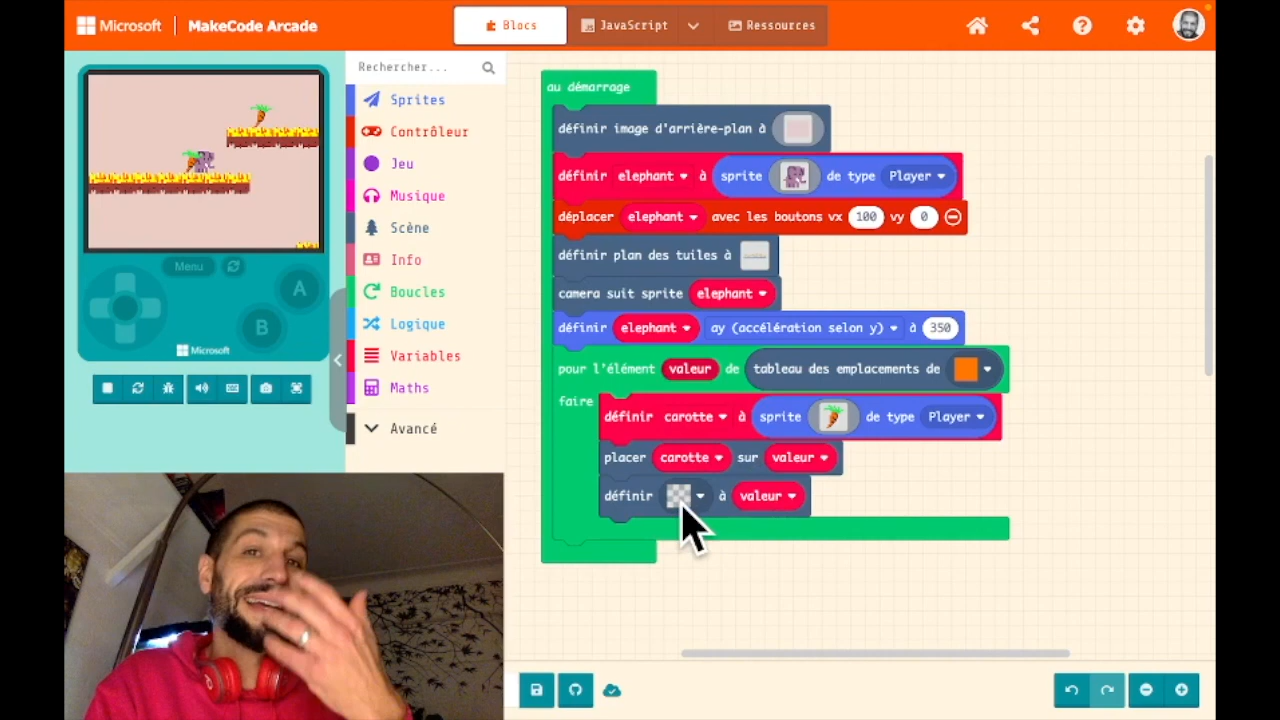 Microsoft MakeCode Arcade Blocs JavaScript Ressources
Rechercher...
Sprites
Contrôleur
Jeu
Musique
Scène
Info
Boucles
Logique
Variables
Maths
Avancé
Menu
A
B
Microsoft
au démarrage
définir image d'arrière-plan à
définir elephant à sprite de type Player
déplacer elephant avec les boutons vx 100 vy 0
définir plan des tuiles à
camera suit sprite elephant
définir elephant ay (accélération selon y) à 350
pour l'élément valeur de tableau des emplacements de
faire
définir carotte à sprite de type Player
placer carotte sur valeur
définir à valeur